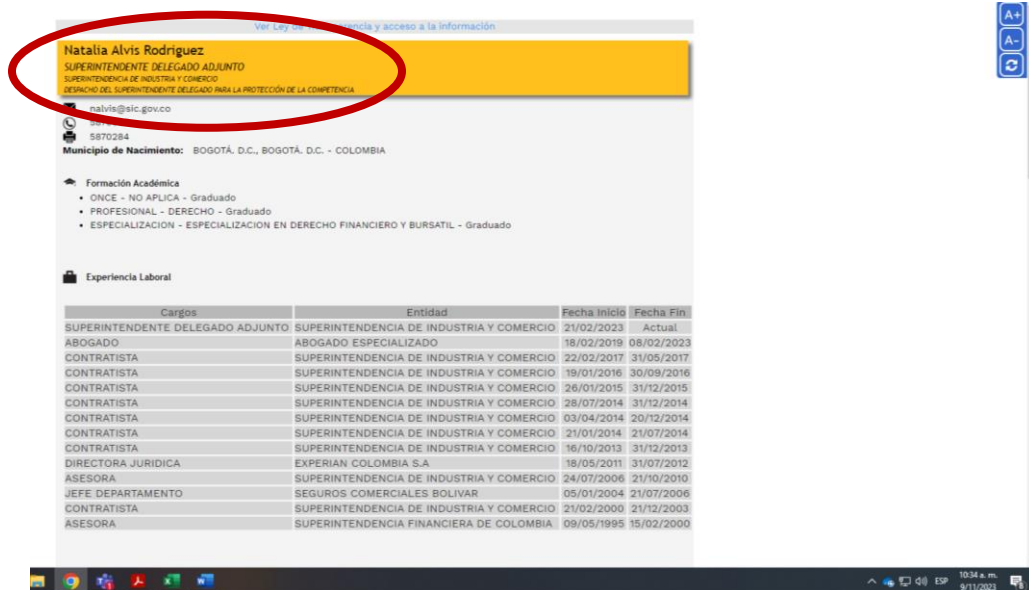 Ver Ley de rencia y acceso a la información
A+
Natalia Alvis Rodriguez
A-
SUPERINTENDENTE DELEGADO ADJUNTO
SUPERINTENDENCIA DE INDUSTRIA Y COMERCIO
DESPACHO DEL SUPERINTENDENTE DELEGADO PARA LA PROTECCIÓN DE LA COMPETENCIA
nalvis@sic.gov.co
5870284
Municipio de Nacimiento: BOGOTÁ. D.C., BOGOTÁ. D.C. - COLOMBIA
Formación Académica
• ONCE - NO APLICA - Graduado
• PROFESIONAL - DERECHO - Graduado
• ESPECIALIZACION - ESPECIALIZACION EN DERECHO FINANCIERO Y BURSATIL - Graduado
Experiencia Laboral
Cargos Entidad Fecha Inicio Fecha Fin
SUPERINTENDENTE DELEGADO ADJUNTO SUPERINTENDENCIA DE INDUSTRIA Y COMERCIO 21/02/2023 Actual
ABOGADO ABOGADO ESPECIALIZADO 18/02/2019 08/02/2023
CONTRATISTA SUPERINTENDENCIA DE INDUSTRIA Y COMERCIO 22/02/2017 31/05/2017
CONTRATISTA SUPERINTENDENCIA DE INDUSTRIA Y COMERCIO 19/01/2016 30/09/2016
CONTRATISTA SUPERINTENDENCIA DE INDUSTRIA Y COMERCIO 26/01/2015 31/12/2015
CONTRATISTA SUPERINTENDENCIA DE INDUSTRIA Y COMERCIO 28/07/2014 31/12/2014
CONTRATISTA SUPERINTENDENCIA DE INDUSTRIA Y COMERCIO 03/04/2014 20/12/2014
CONTRATISTA SUPERINTENDENCIA DE INDUSTRIA Y COMERCIO 21/01/2014 21/07/2014
CONTRATISTA SUPERINTENDENCIA DE INDUSTRIA Y COMERCIO 16/10/2013 31/12/2013
DIRECTORA JURIDICA EXPERIAN COLOMBIA S.A 18/05/2011 31/07/2012
ASESORA SUPERINTENDENCIA DE INDUSTRIA Y COMERCIO 24/07/2006 21/10/2010
JEFE DEPARTAMENTO SEGUROS COMERCIALES BOLIVAR 05/01/2004 21/07/2006
CONTRATISTA SUPERINTENDENCIA DE INDUSTRIA Y COMERCIO 21/02/2000 21/12/2003
ASESORA SUPERINTENDENCIA FINANCIERA DE COLOMBIA 09/05/1995 15/02/2000
ESP 10:34 a. m.
9/11/2023